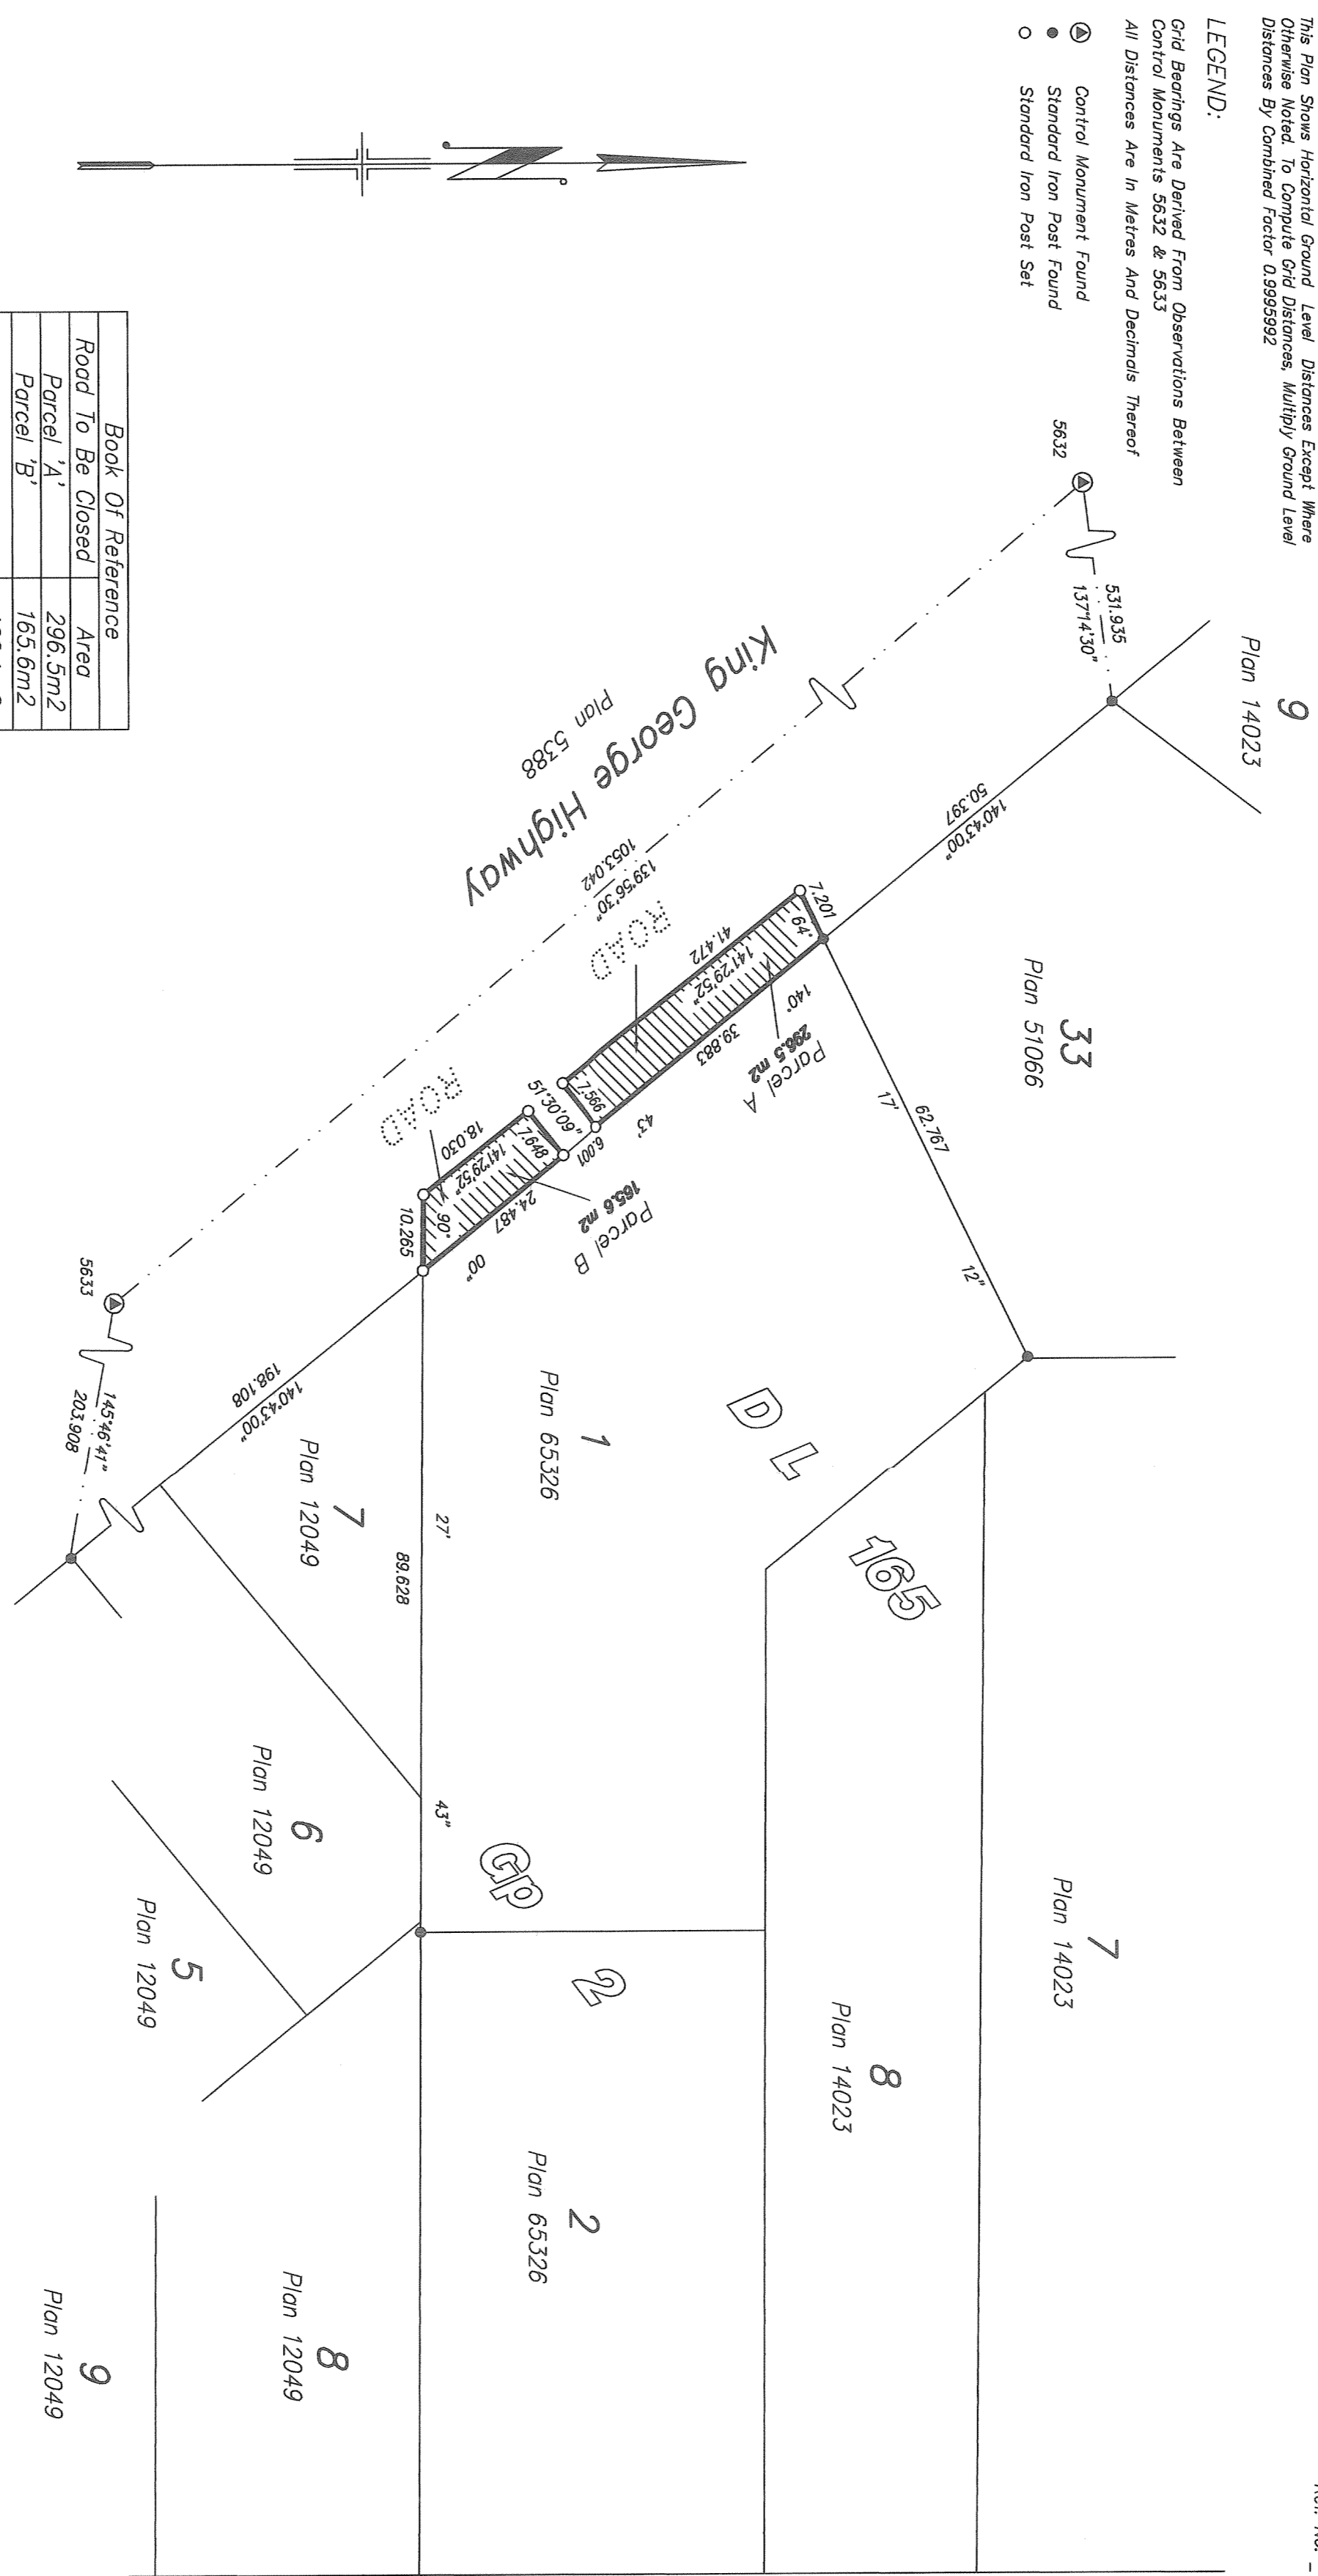 This Plan Shows Horizontal Ground Level Distances Except Where
Otherwise Noted. To Compute Grid Distances, Multiply Ground Level
Distances By Combined Factor 0.9995992
LEGEND:
Grid Bearings Are Derived From Observations Between
Control Monuments 5632 & 5633
All Distances Are In Metres And Decimals Thereof
Control Monument Found
Standard Iron Post Found
Standard Iron Post Set
9
Plan 14023
5632
531.935
137°14'30"
50.397
140°43'00"
33
Plan 51066
King George Highway
Plan 5388
139°56'30"
1053.042
ROAD
7.201
64°
41.472
141°29'52"
39.883
140°
43'
00"
Parcel A
296.5 m2
7.566
51°30'09"
6.001
7.648
ROAD
18.030
141°29'52"
24.487
Parcel B
165.6 m2
90°
10.265
17'
62.767
12"
1
Plan 65326
D L
165
Gp
2
27'
89.628
43"
5633
145°46'41"
203.908
198.108
140°43'00"
7
Plan 12049
6
Plan 12049
5
Plan 12049
7
Plan 14023
8
Plan 14023
2
Plan 65326
8
Plan 12049
9
Plan 12049
Book Of Reference
Road To Be Closed Area
Parcel 'A' 296.5m2
Parcel 'B' 165.6m2